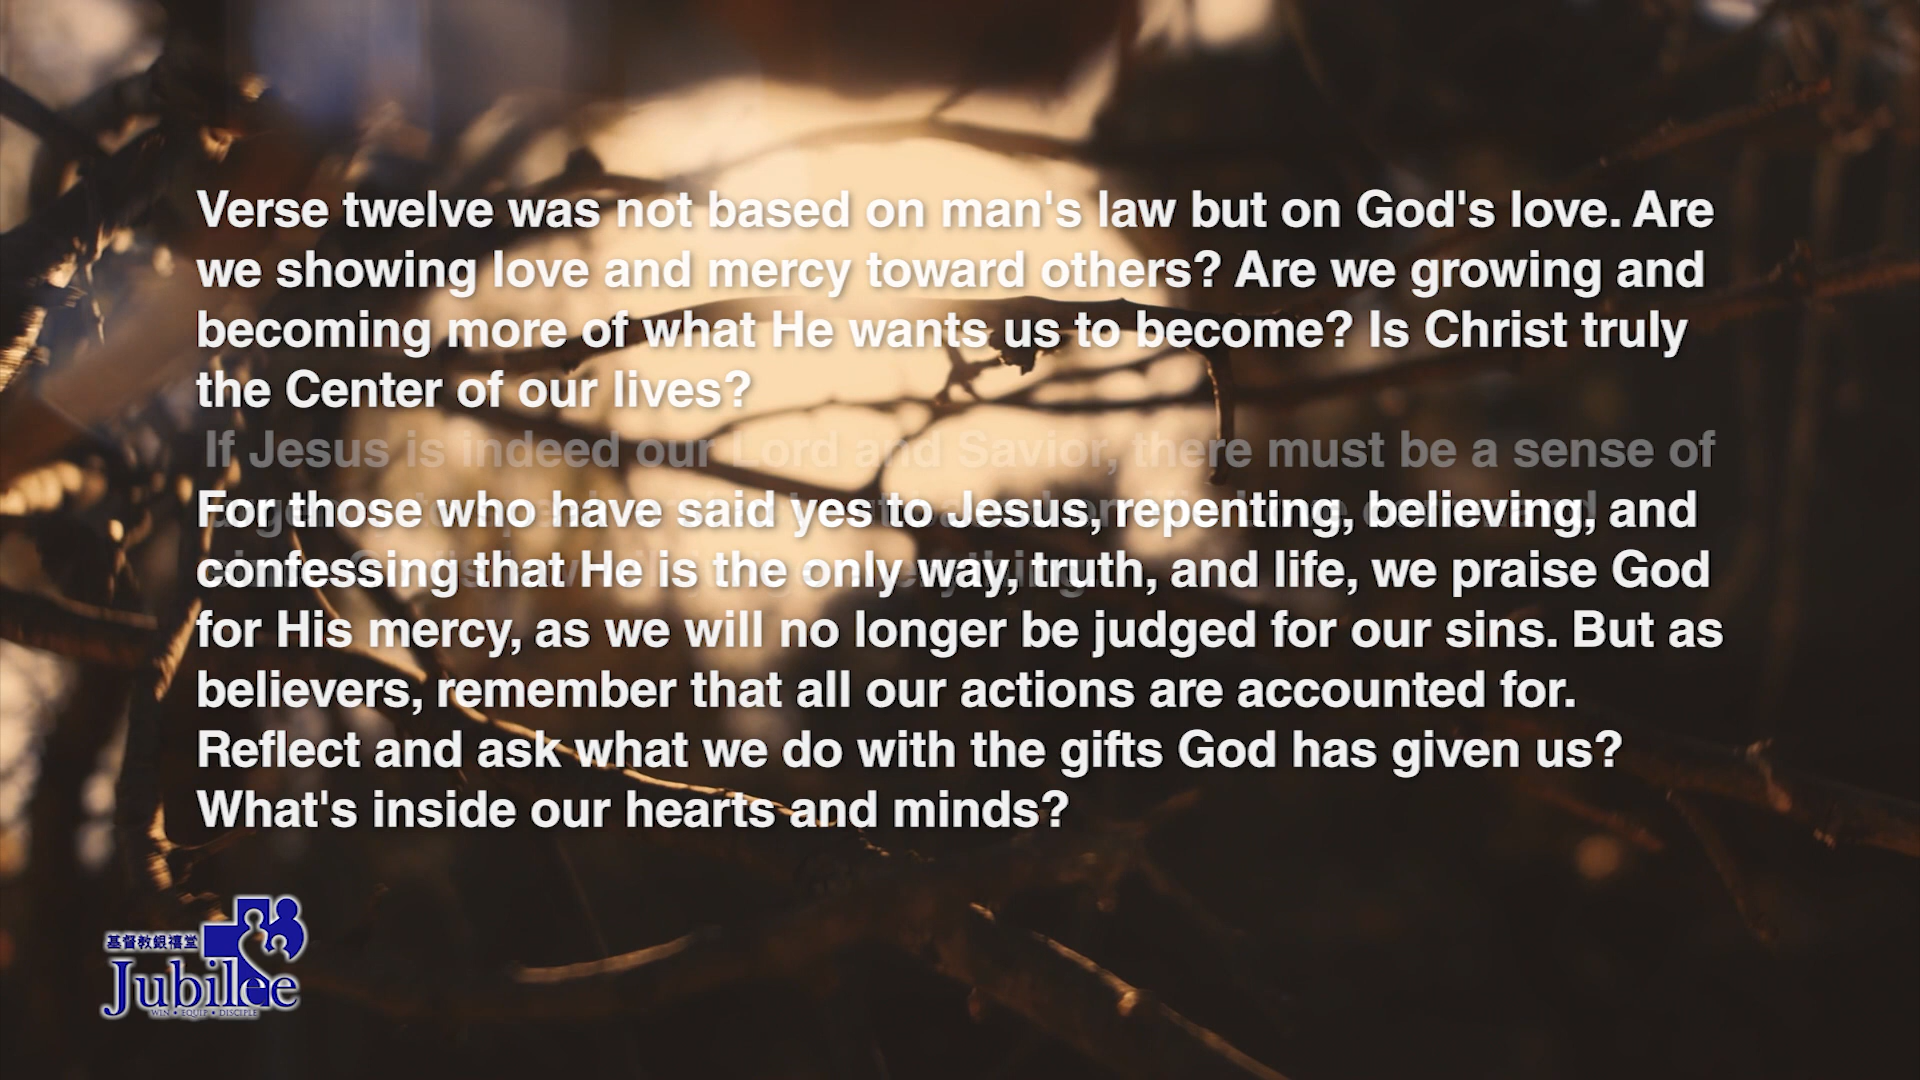 Verse twelve was not based on man's law but on God's love. Are
we showing love and mercy toward others? Are we growing and
becoming more of what He wants us to become? Is Christ truly
the Center of our lives?
If Jesus is indeed our Lord and Savior, there must be a sense of
For those who have said yes to Jesus, repenting, believing, and
confessing that He is the only way, truth, and life, we praise God
for His mercy, as we will no longer be judged for our sins. But as
believers, remember that all our actions are accounted for.
Reflect and ask what we do with the gifts God has given us?
What's inside our hearts and minds?
基督教銀禧堂
Jubilee
WIN • EQUIP • DISCIPLE